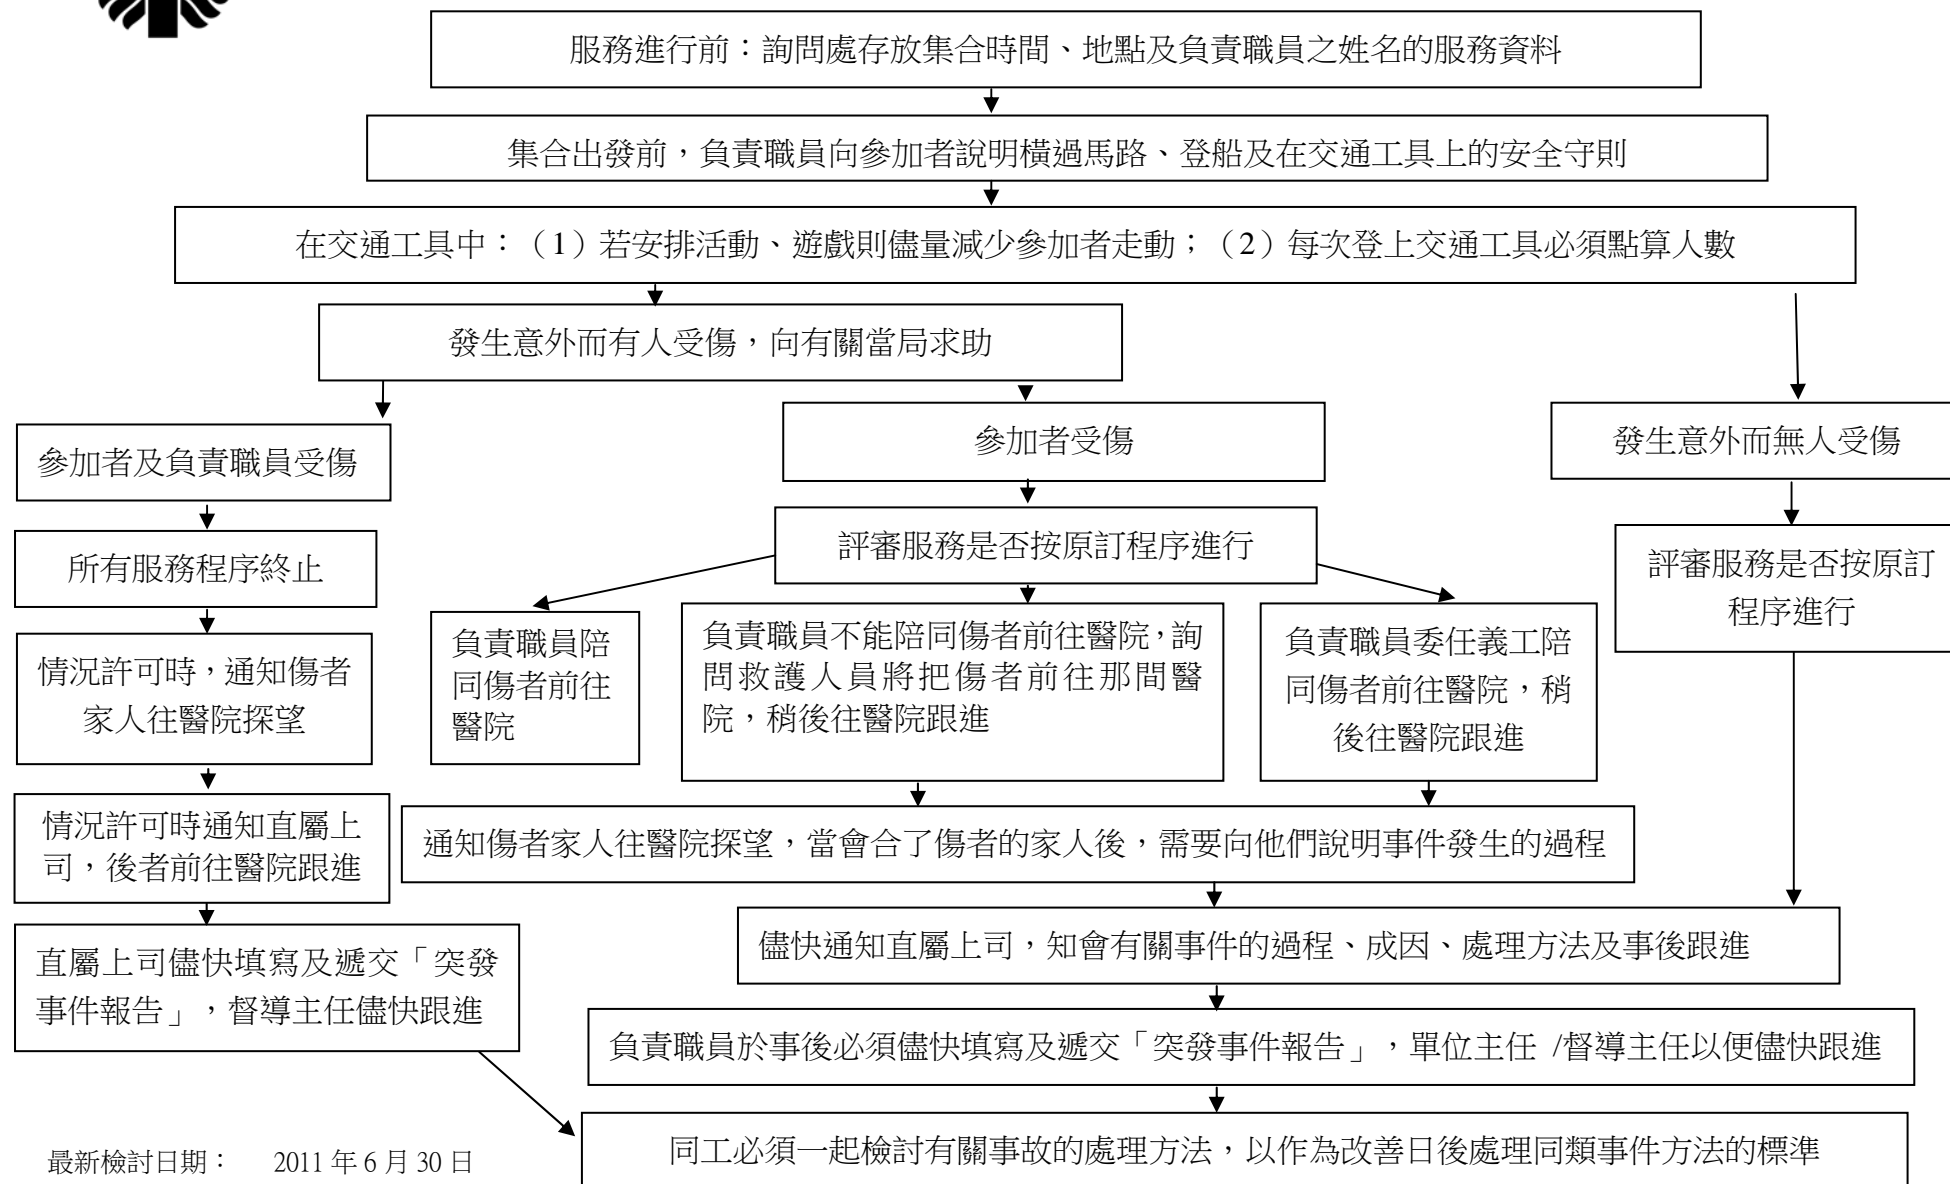 服務進行前：詢問處存放集合時間、地點及負責職員之姓名的服務資料
集合出發前，負責職員向參加者說明橫過馬路、登船及在交通工具上的安全守則
在交通工具中：（1）若安排活動、遊戲則儘量減少參加者走動；（2）每次登上交通工具必須點算人數
發生意外而有人受傷，向有關當局求助
參加者及負責職員受傷
參加者受傷
發生意外而無人受傷
所有服務程序終止
評審服務是否按原訂程序進行
評審服務是否按原訂
程序進行
情況許可時，通知傷者
家人往醫院探望
負責職員陪
同傷者前往
醫院
負責職員不能陪同傷者前往醫院，詢
問救護人員將把傷者前往那間醫
院，稍後往醫院跟進
負責職員委任義工陪
同傷者前往醫院，稍
後往醫院跟進
情況許可時通知直屬上
司，後者前往醫院跟進
通知傷者家人往醫院探望，當會合了傷者的家人後，需要向他們說明事件發生的過程
直屬上司儘快填寫及遞交「突發
事件報告」，督導主任儘快跟進
儘快通知直屬上司，知會有關事件的過程、成因、處理方法及事後跟進
負責職員於事後必須儘快填寫及遞交「突發事件報告」，單位主任 /督導主任以便儘快跟進
同工必須一起檢討有關事故的處理方法，以作為改善日後處理同類事件方法的標準
最新檢討日期： 2011 年 6 月 30 日